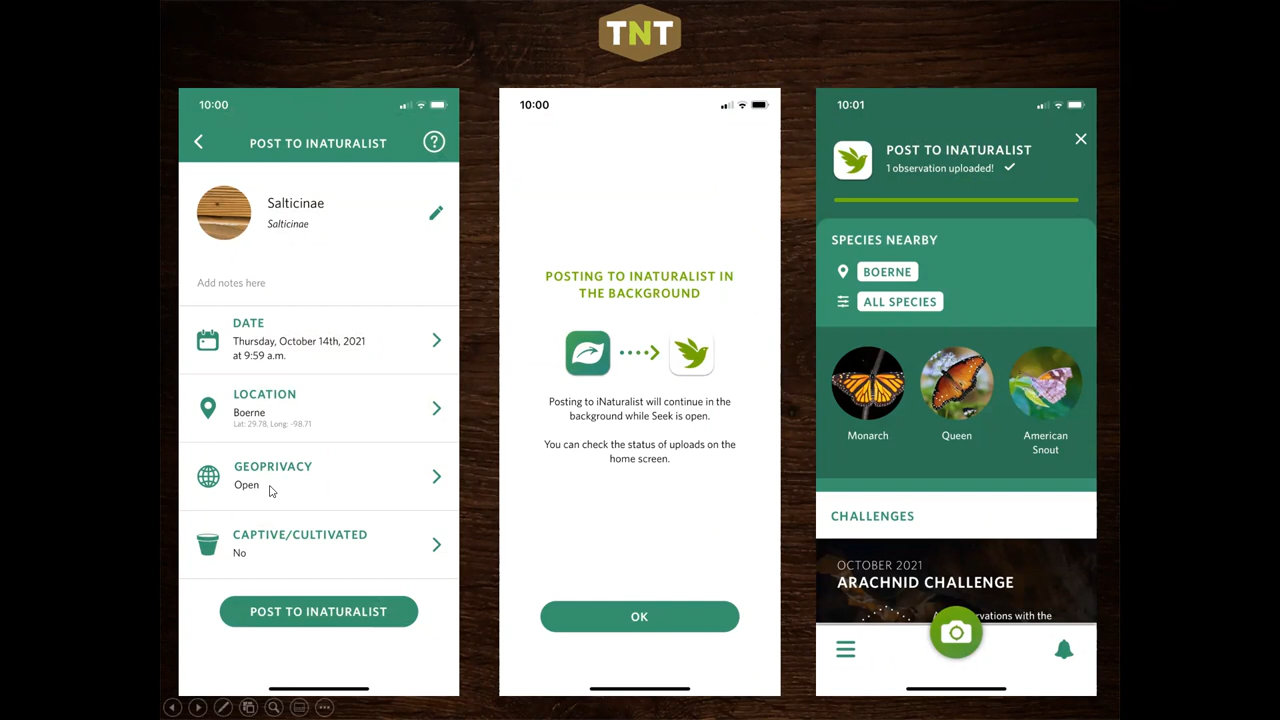 TNT
10:00
POST TO INATURALIST
?
Salticinae
Salticinae
Add notes here
DATE
Thursday, October 14th, 2021
at 9:59 a.m.
LOCATION
Boerne
Lat: 29.78, Long: -98.71
GEOPRIVACY
Open
CAPTIVE/CULTIVATED
No
POST TO INATURALIST
10:00
POSTING TO INATURALIST IN
THE BACKGROUND
Posting to iNaturalist will continue in the
background while Seek is open.
You can check the status of uploads on the
home screen.
OK
10:01
POST TO INATURALIST
1 observation uploaded!
SPECIES NEARBY
BOERNE
ALL SPECIES
Monarch
Queen
American
Snout
CHALLENGES
OCTOBER 2021
ARACHNID CHALLENGE
with the